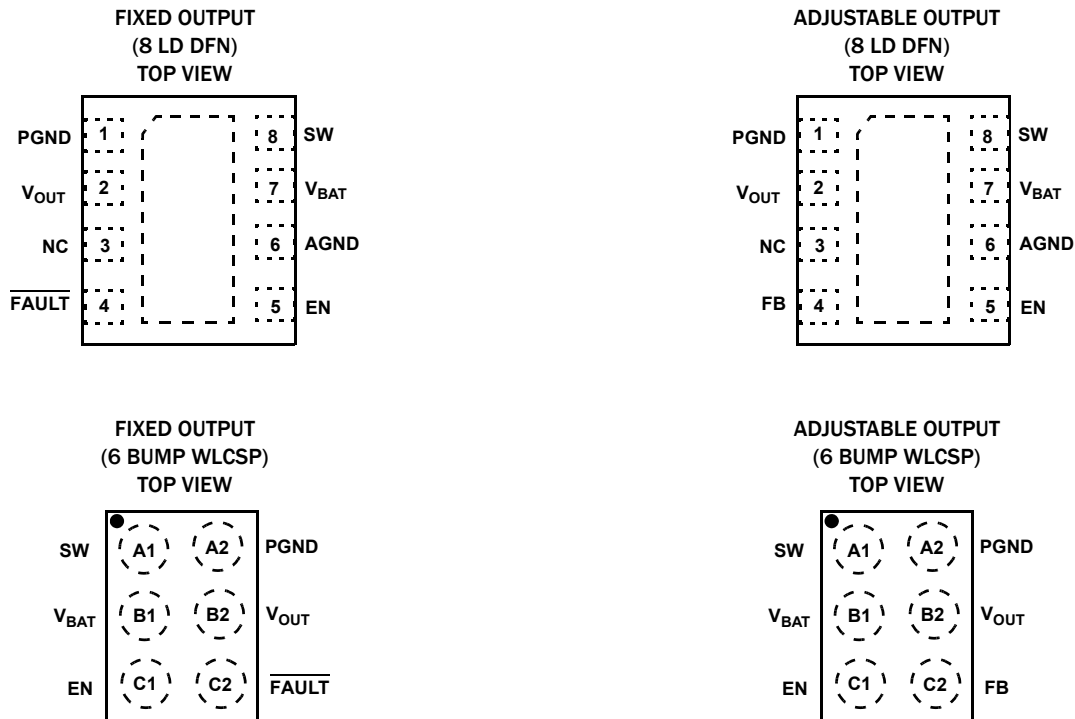 FIXED OUTPUT
(8 LD DFN)
TOP VIEW
PGND 1 8 SW
VOUT 2 7 VBAT
NC 3 6 AGND
FAULT 4 5 EN
ADJUSTABLE OUTPUT
(8 LD DFN)
TOP VIEW
PGND 1 8 SW
VOUT 2 7 VBAT
NC 3 6 AGND
FB 4 5 EN
FIXED OUTPUT
(6 BUMP WLCSP)
TOP VIEW
SW A1 A2 PGND
VBAT B1 B2 VOUT
EN C1 C2 FAULT
ADJUSTABLE OUTPUT
(6 BUMP WLCSP)
TOP VIEW
SW A1 A2 PGND
VBAT B1 B2 VOUT
EN C1 C2 FB